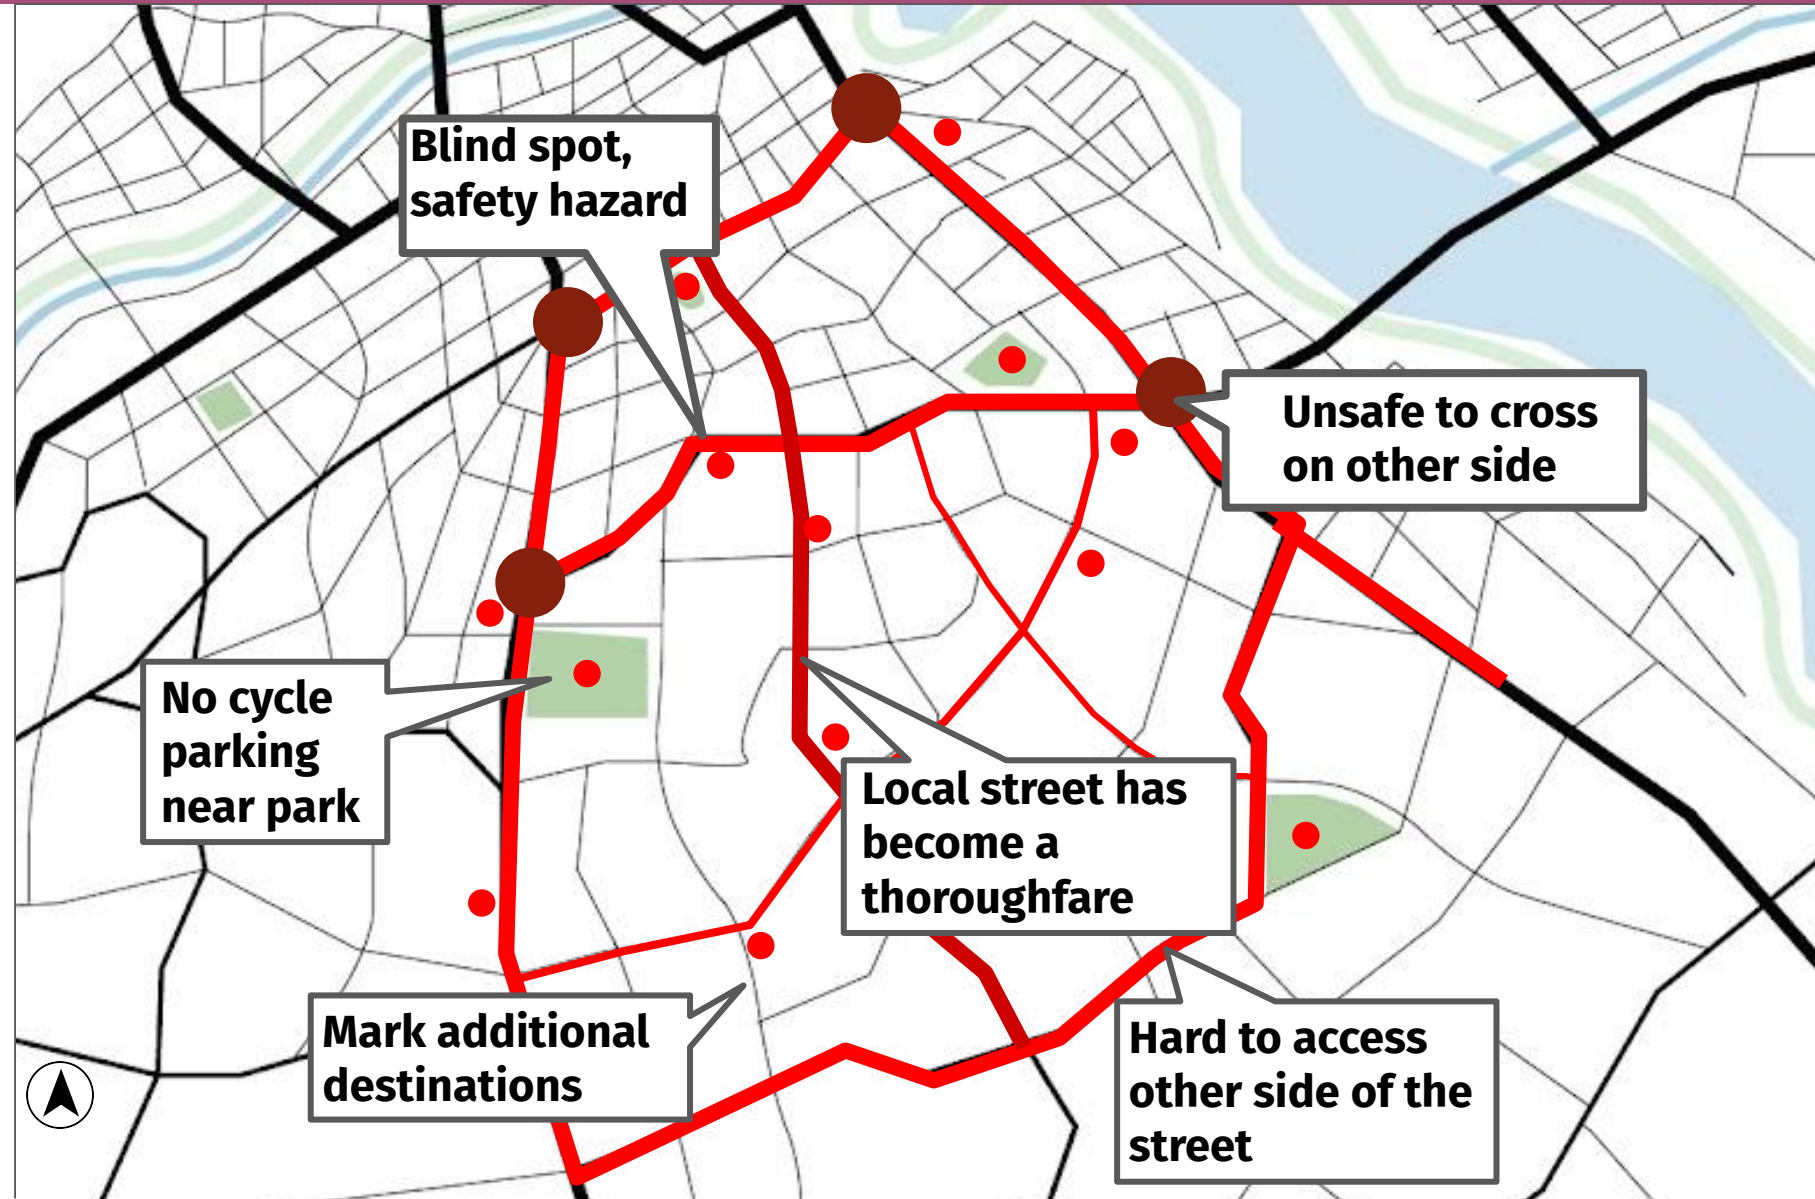 Blind spot,
safety hazard
Unsafe to cross
on other side
No cycle
parking
near park
Local street has
become a
thoroughfare
Mark additional
destinations
Hard to access
other side of the
street